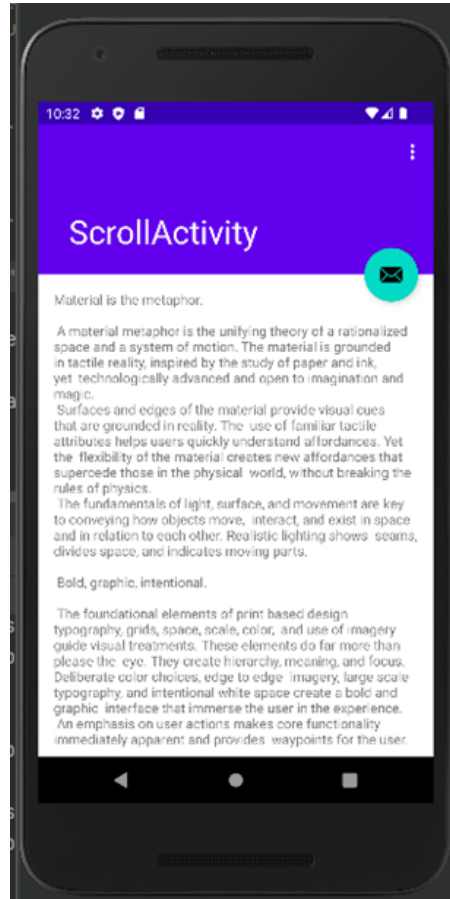 10:32
ScrollActivity
Material is the metaphor.
A material metaphor is the unifying theory of a rationalized
space and a system of motion. The material is grounded
in tactile reality, inspired by the study of paper and ink,
yet technologically advanced and open to imagination and
magic.
Surfaces and edges of the material provide visual cues
that are grounded in reality. The use of familiar tactile
attributes helps users quickly understand affordances. Yet
the flexibility of the material creates new affordances that
supercede those in the physical world, without breaking the
rules of physics.
The fundamentals of light, surface, and movement are key
to conveying how objects move, interact, and exist in space
and in relation to each other. Realistic lighting shows seams,
divides space, and indicates moving parts.
Bold, graphic, intentional.
The foundational elements of print based design
typography, grids, space, scale, color, and use of imagery
guide visual treatments. These elements do far more than
please the eye. They create hierarchy, meaning, and focus.
Deliberate color choices, edge to edge imagery, large scale
typography, and intentional white space create a bold and
graphic interface that immerse the user in the experience.
An emphasis on user actions makes core functionality
immediately apparent and provides waypoints for the user.